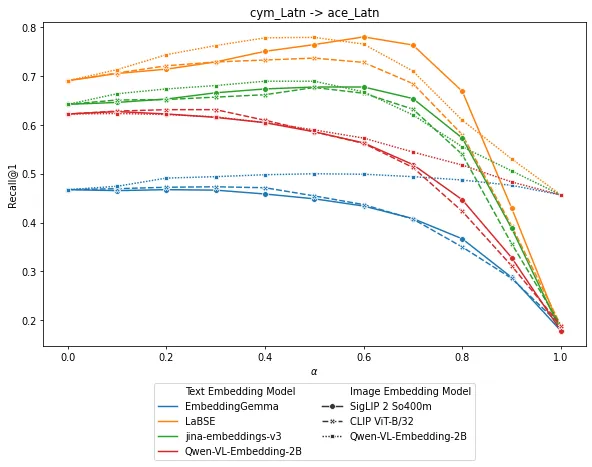 cym_Latn -> ace_Latn
0.8
0.7
0.6
0.5
0.4
0.3
0.2
Recall@1
0.0 0.2 0.4 0.6 0.8 1.0
α
Text Embedding Model Image Embedding Model
EmbeddingGemma SigLIP 2 So400m
LaBSE CLIP ViT-B/32
jina-embeddings-v3 Qwen-VL-Embedding-2B
Qwen-VL-Embedding-2B